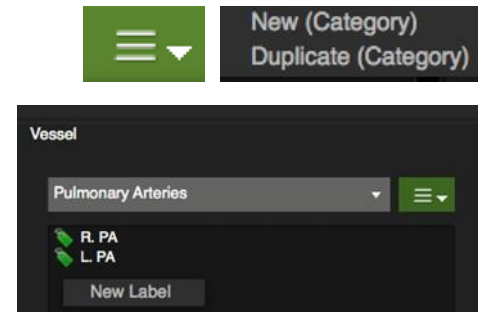 New (Category)
Duplicate (Category)
Vessel
Pulmonary Arteries
R. PA
L. PA
New Label